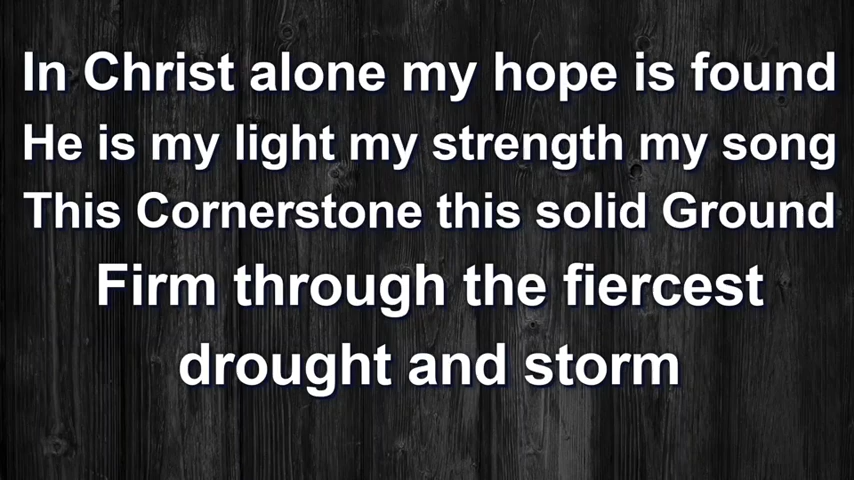 In Christ alone my hope is found
He is my light my strength my song
This Cornerstone this solid Ground
Firm through the fiercest
drought and storm